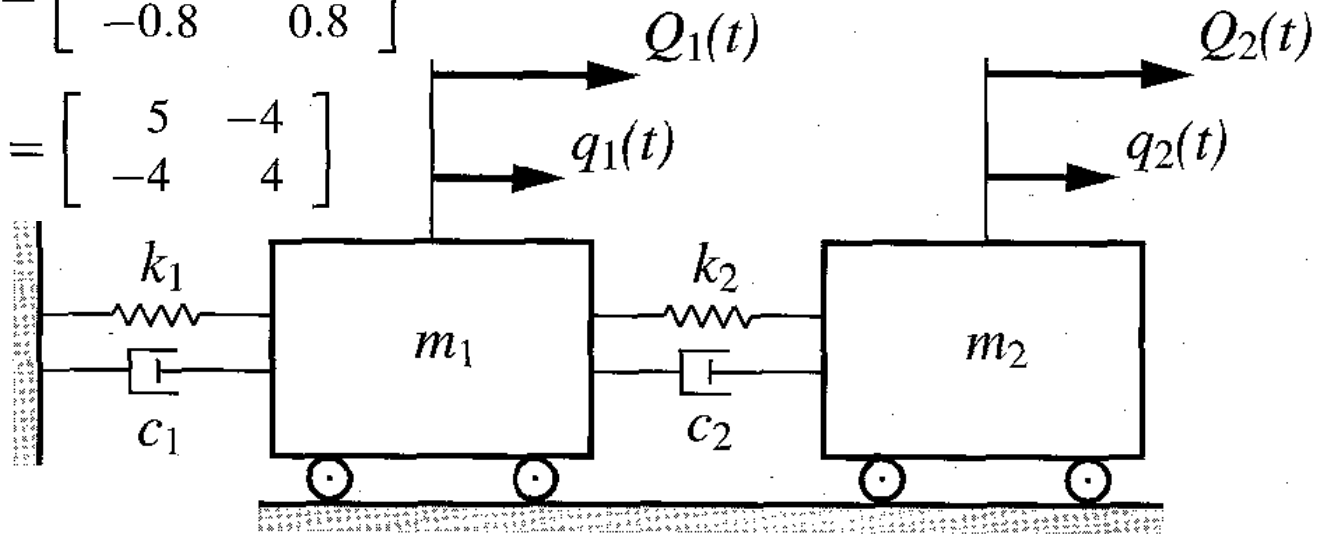 = [ -0.8 0.8 ]
= [ 5 -4
-4 4 ]
Q₁(t)
q₁(t)
Q₂(t)
q₂(t)
k₁
c₁
m₁
k₂
c₂
m₂